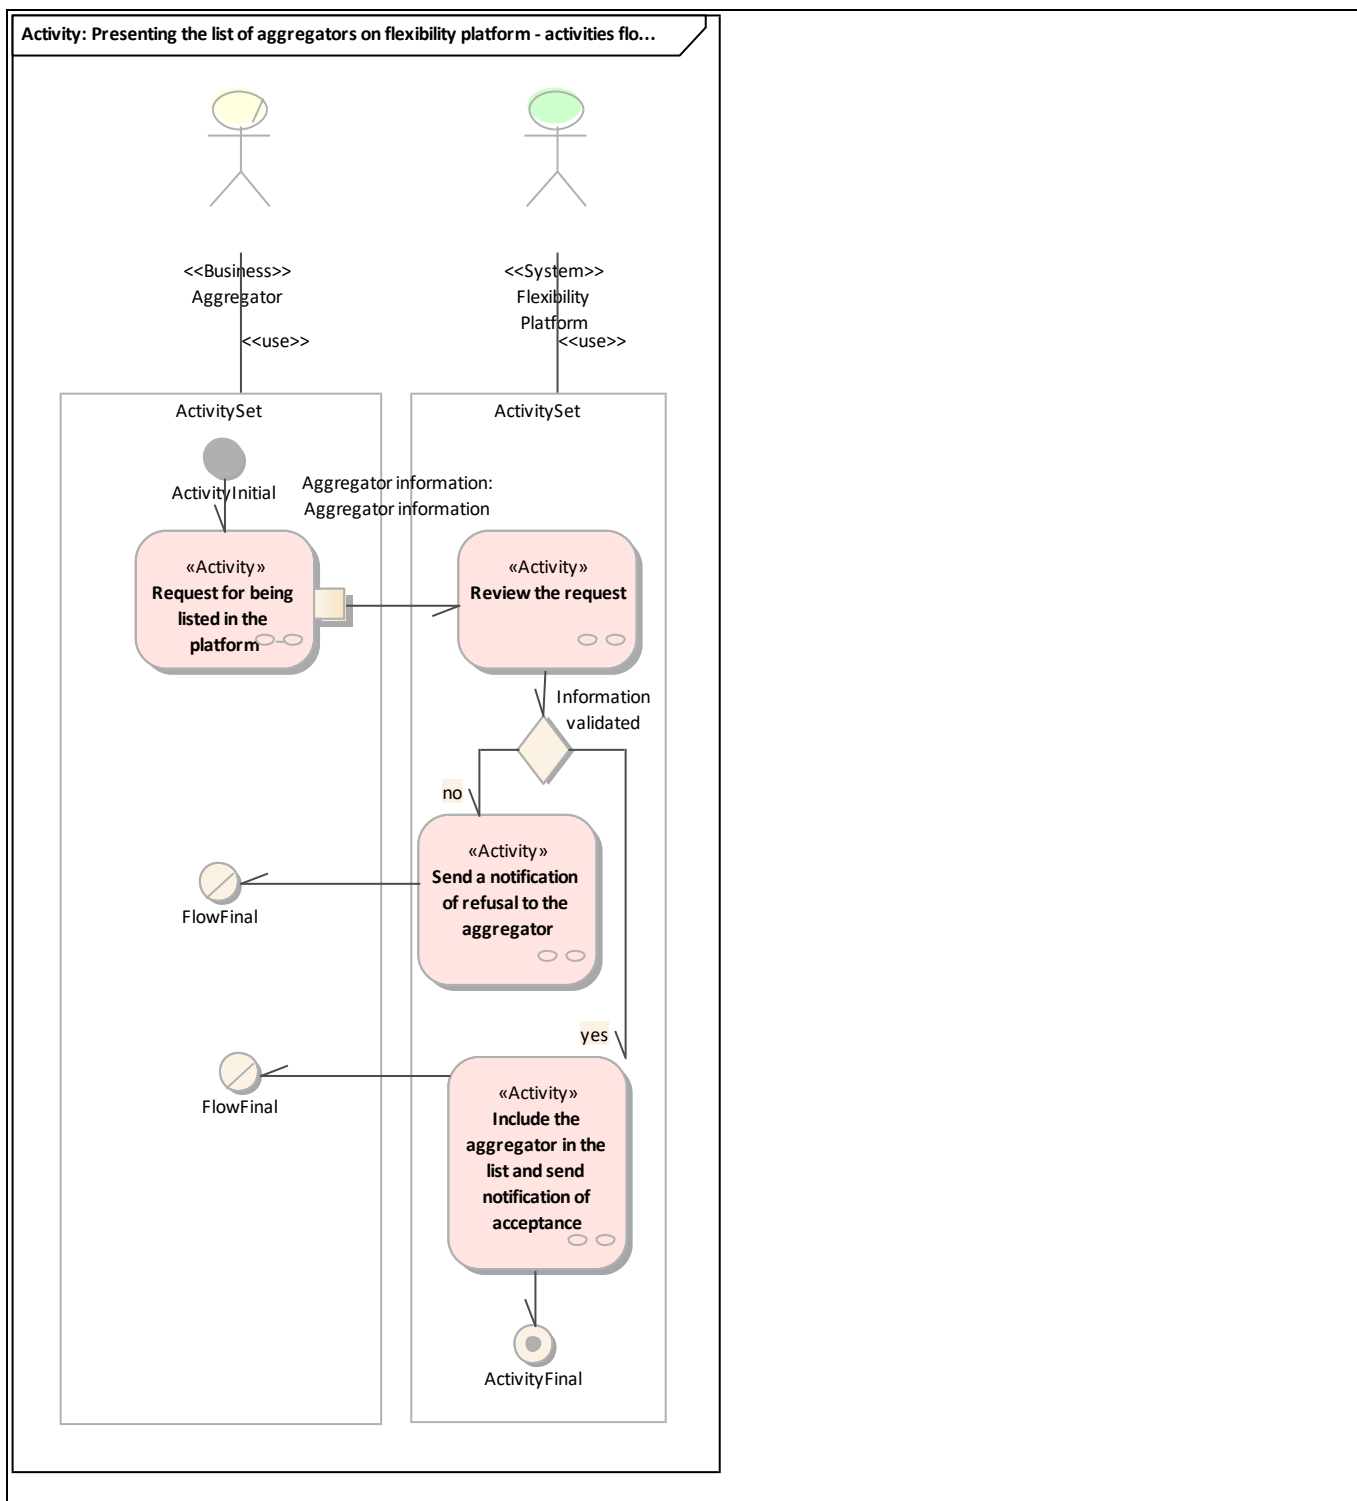 Activity: Presenting the list of aggregators on flexibility platform - activities flo...
<<Business>>
Aggregator
<<use>>
<<System>>
Flexibility
Platform
<<use>>
ActivitySet
ActivitySet
ActivityInitial
Aggregator information:
Aggregator information
«Activity»
Request for being
listed in the
platform
«Activity»
Review the request
Information
validated
no
«Activity»
Send a notification
of refusal to the
aggregator
FlowFinal
yes
FlowFinal
«Activity»
Include the
aggregator in the
list and send
notification of
acceptance
ActivityFinal